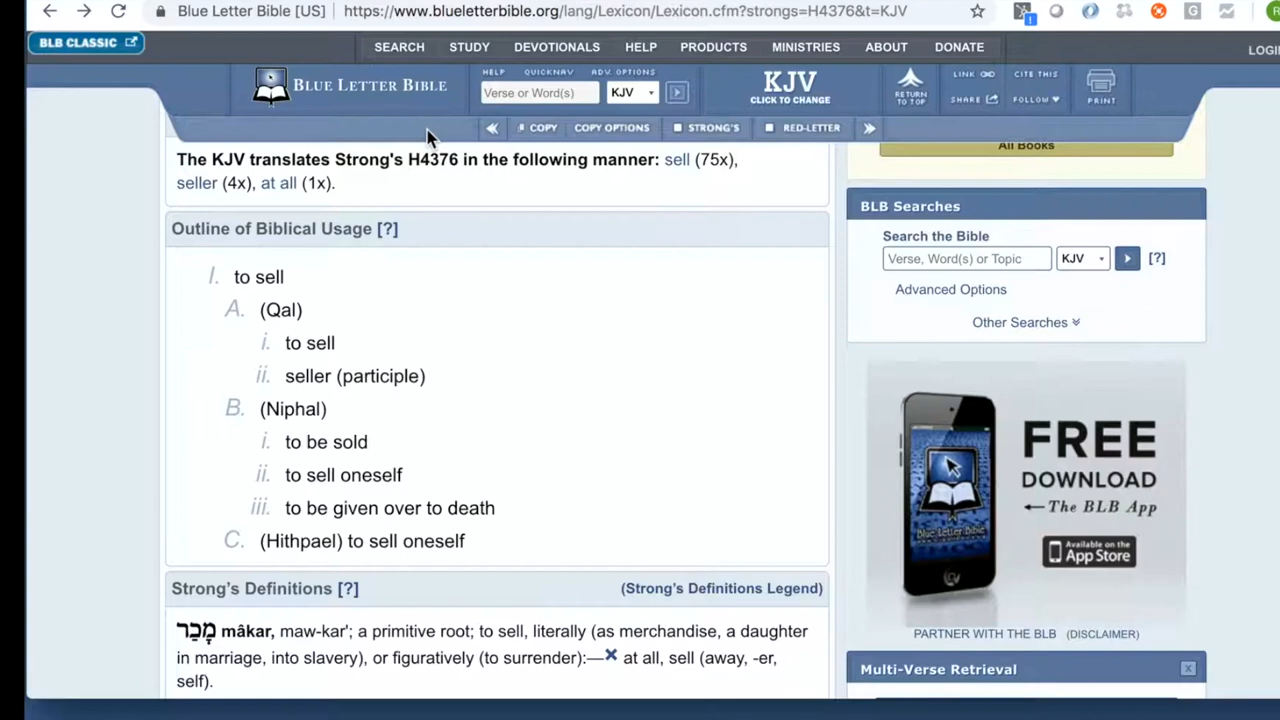 Blue Letter Bible [US] https://www.blueletterbible.org/lang/Lexicon/Lexicon.cfm?strongs=H4376&t=KJV
BLB CLASSIC
SEARCH STUDY DEVOTIONALS HELP PRODUCTS MINISTRIES ABOUT DONATE
LOGI
BLUE LETTER BIBLE
HELP QUICKNAV ADV. OPTIONS
Verse or Word(s) KJV
KJV
CLICK TO CHANGE
RETURN
TO TOP
LINK CITE THIS
SHARE FOLLOW
PRINT
COPY COPY OPTIONS STRONG'S RED-LETTER
The KJV translates Strong's H4376 in the following manner: sell (75x),
seller (4x), at all (1x).
Outline of Biblical Usage [?]
I. to sell
A. (Qal)
i. to sell
ii. seller (participle)
B. (Niphal)
i. to be sold
ii. to sell oneself
iii. to be given over to death
C. (Hithpael) to sell oneself
Strong's Definitions [?] (Strong's Definitions Legend)
מָכַר mâkar, maw-kar'; a primitive root; to sell, literally (as merchandise, a daughter
in marriage, into slavery), or figuratively (to surrender):—× at all, sell (away, -er,
self).
All Books
BLB Searches
Search the Bible
Verse, Word(s) or Topic KJV [?]
Advanced Options
Other Searches
Blue Letter Bible
FREE
DOWNLOAD
The BLB App
Available on the
App Store
PARTNER WITH THE BLB (DISCLAIMER)
Multi-Verse Retrieval x